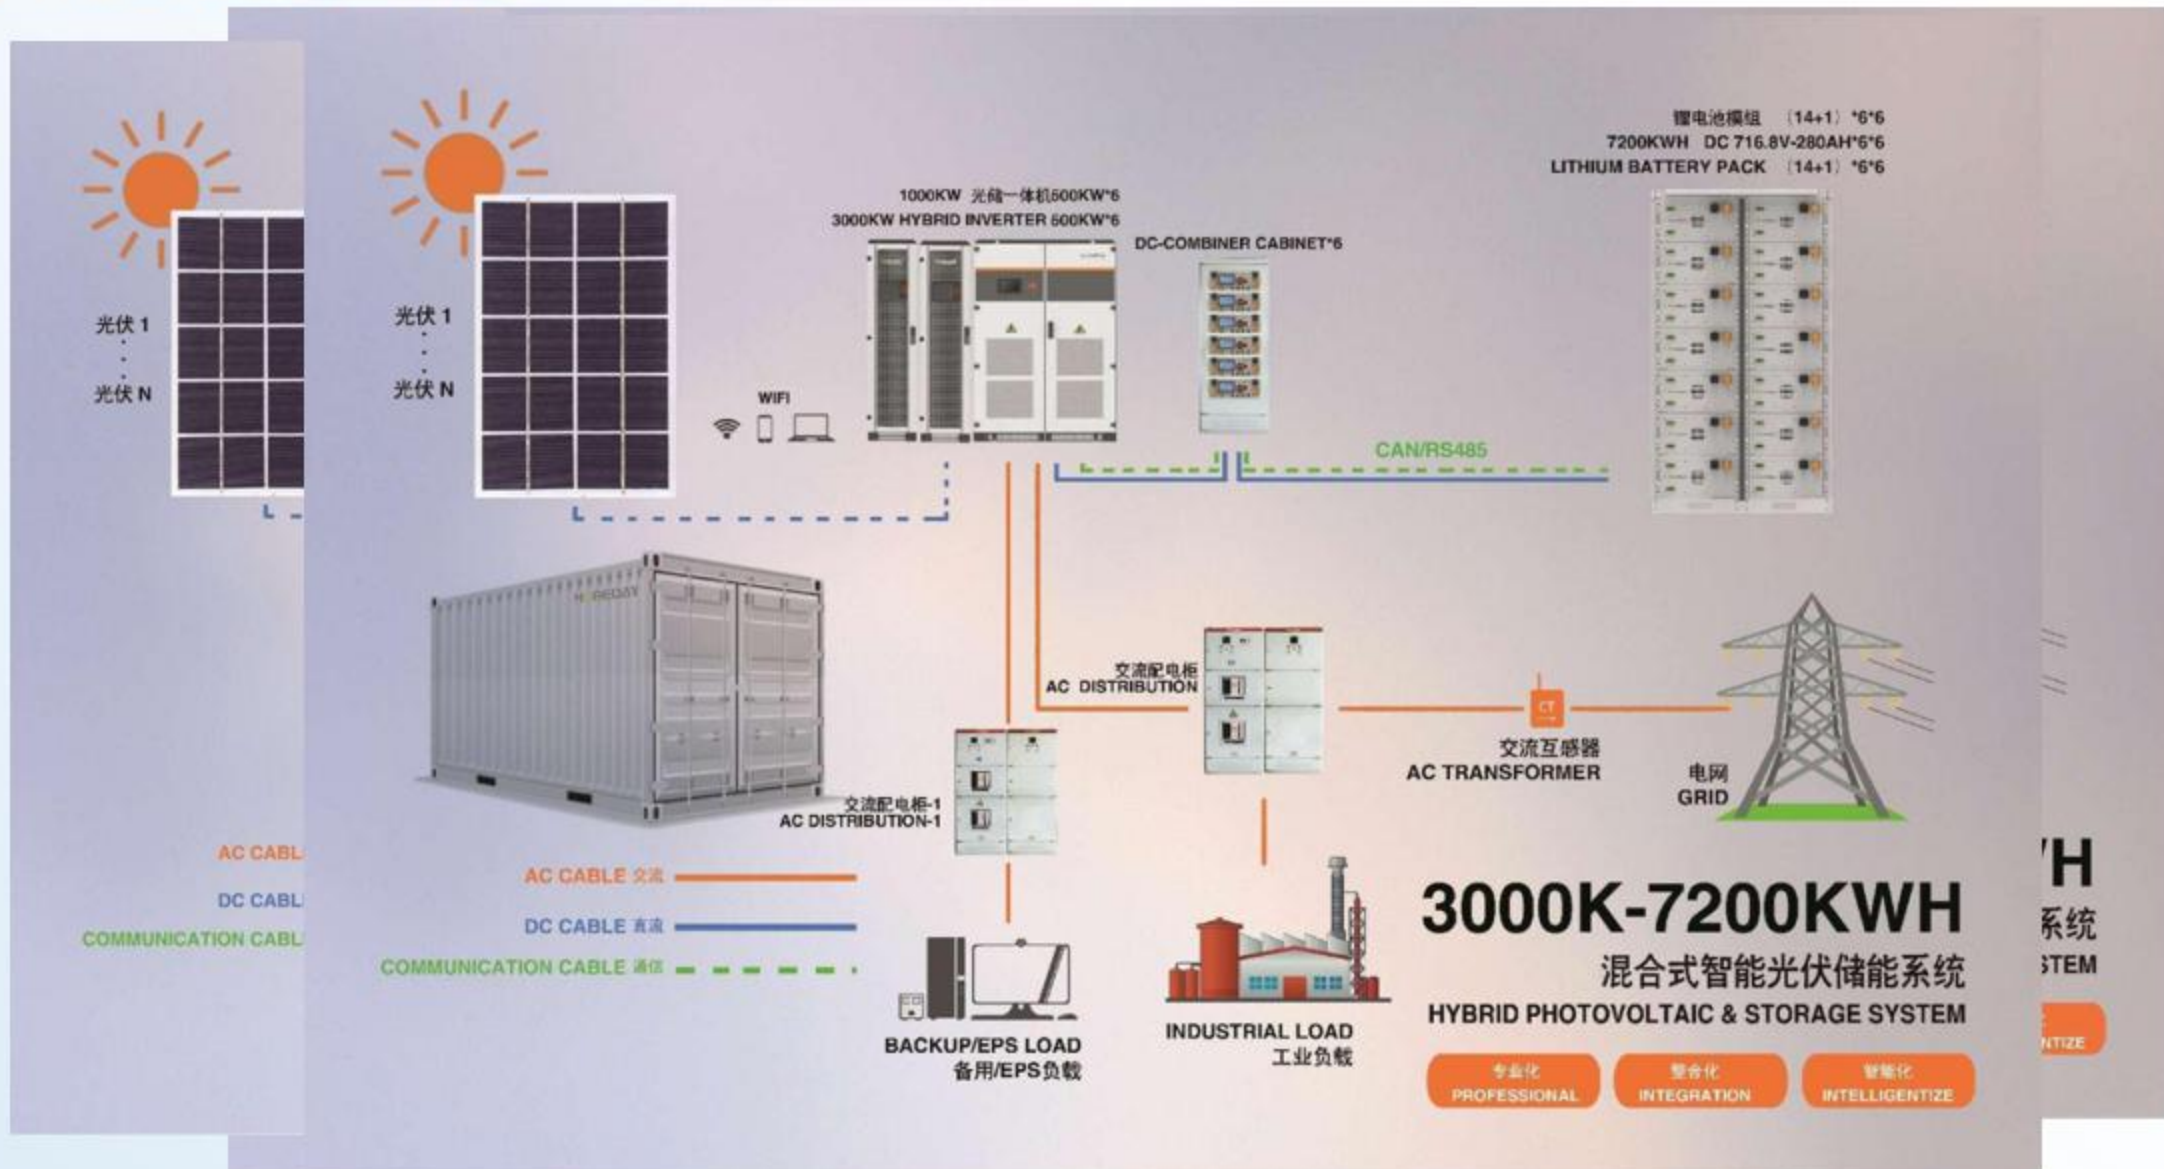 光伏 1
光伏 N
AC CABL
DC CABL
COMMUNICATION CABL
光伏 1
光伏 N
WIFI
1000KW 光储一体机500KW*6
3000KW HYBRID INVERTER 500KW*6
DC-COMBINER CABINET*6
锂电池模组 (14+1) *6*6
7200KWH DC 716.8V-280AH*6*6
LITHIUM BATTERY PACK (14+1) *6*6
CAN/RS485
交流配电柜
AC DISTRIBUTION
CT
交流互感器
AC TRANSFORMER
电网
GRID
交流配电柜-1
AC DISTRIBUTION-1
AC CABLE 交流
DC CABLE 直流
COMMUNICATION CABLE 通信
BACKUP/EPS LOAD
备用/EPS负载
INDUSTRIAL LOAD
工业负载
3000K-7200KWH
混合式智能光伏储能系统
HYBRID PHOTOVOLTAIC & STORAGE SYSTEM
专业化
PROFESSIONAL
整合化
INTEGRATION
智能化
INTELLIGENTIZE
H
系统
STEM
NTIZE